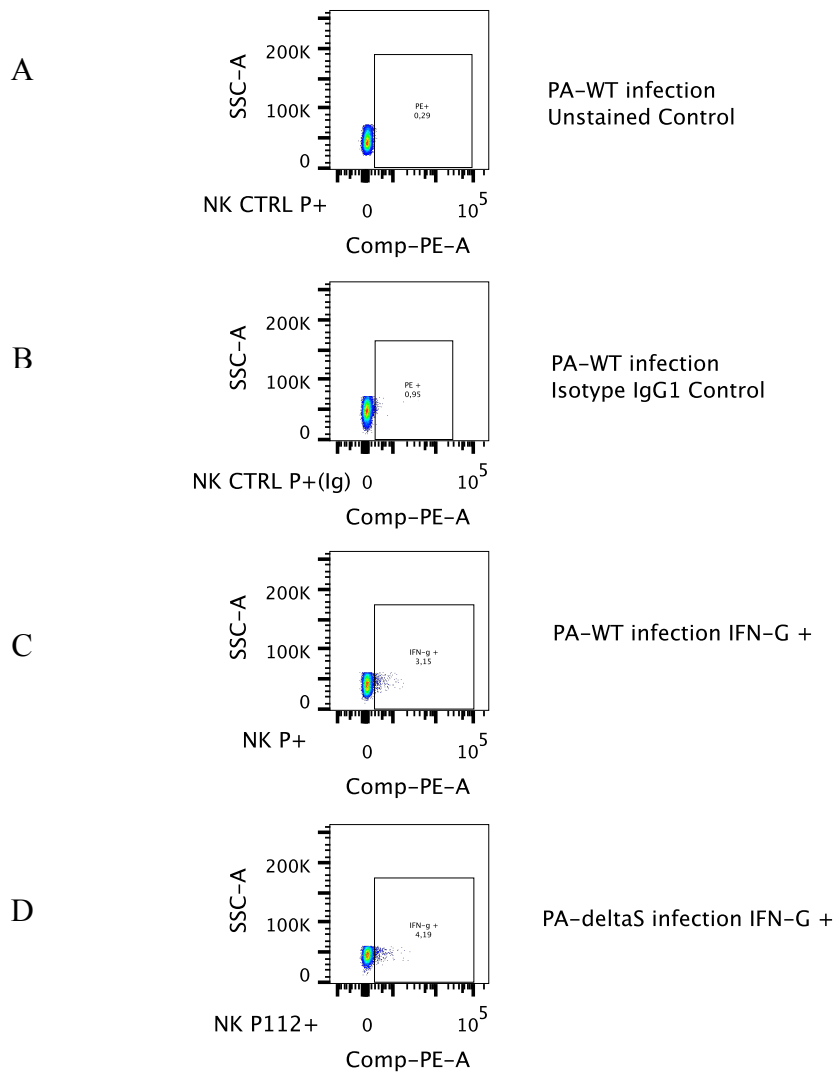 A
SSC-A
200K
100K
0
PE+
0,29
NK CTRL P+
0
10^5
Comp-PE-A
PA-WT infection
Unstained Control
B
SSC-A
200K
100K
0
PE +
0,95
NK CTRL P+(Ig)
0
10^5
Comp-PE-A
PA-WT infection
Isotype IgG1 Control
C
SSC-A
200K
100K
0
IFN-g +
3,15
NK P+
0
10^5
Comp-PE-A
PA-WT infection IFN-G +
D
SSC-A
200K
100K
0
IFN-g +
4,19
NK P112+
0
10^5
Comp-PE-A
PA-deltaS infection IFN-G +